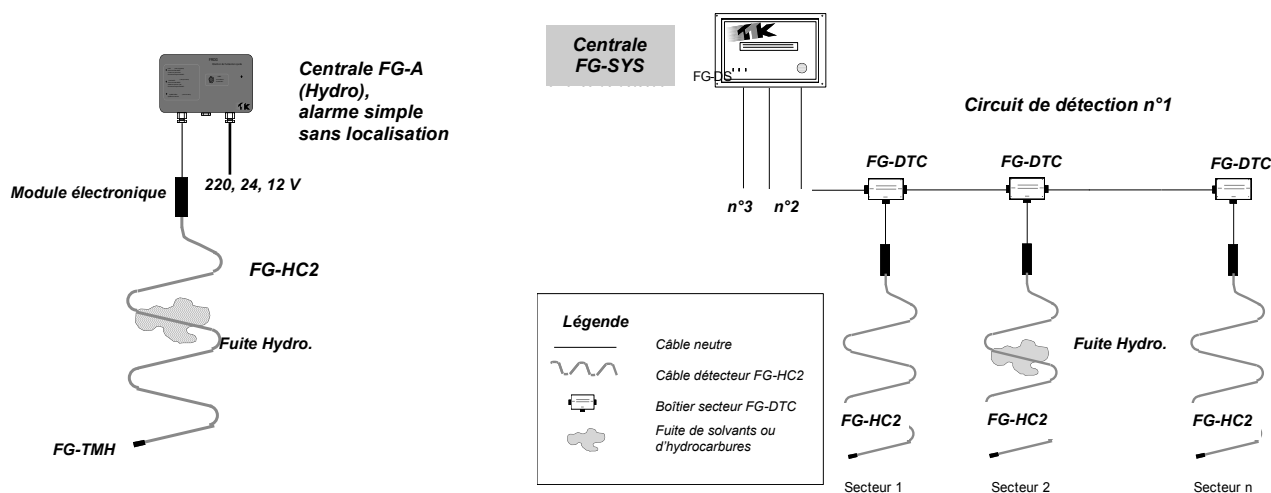 Centrale FG-A
(Hydro),
alarme simple
sans localisation
Module électronique
220, 24, 12 V
FG-HC2
Fuite Hydro.
FG-TMH
Centrale
FG-SYS
TTK
FG-DS
Circuit de détection n°1
FG-DTC
FG-DTC
FG-DTC
n°3
n°2
Légende
Câble neutre
Câble détecteur FG-HC2
Boîtier secteur FG-DTC
Fuite de solvants ou
d'hydrocarbures
Fuite Hydro.
FG-HC2
FG-HC2
FG-HC2
Secteur 1
Secteur 2
Secteur n